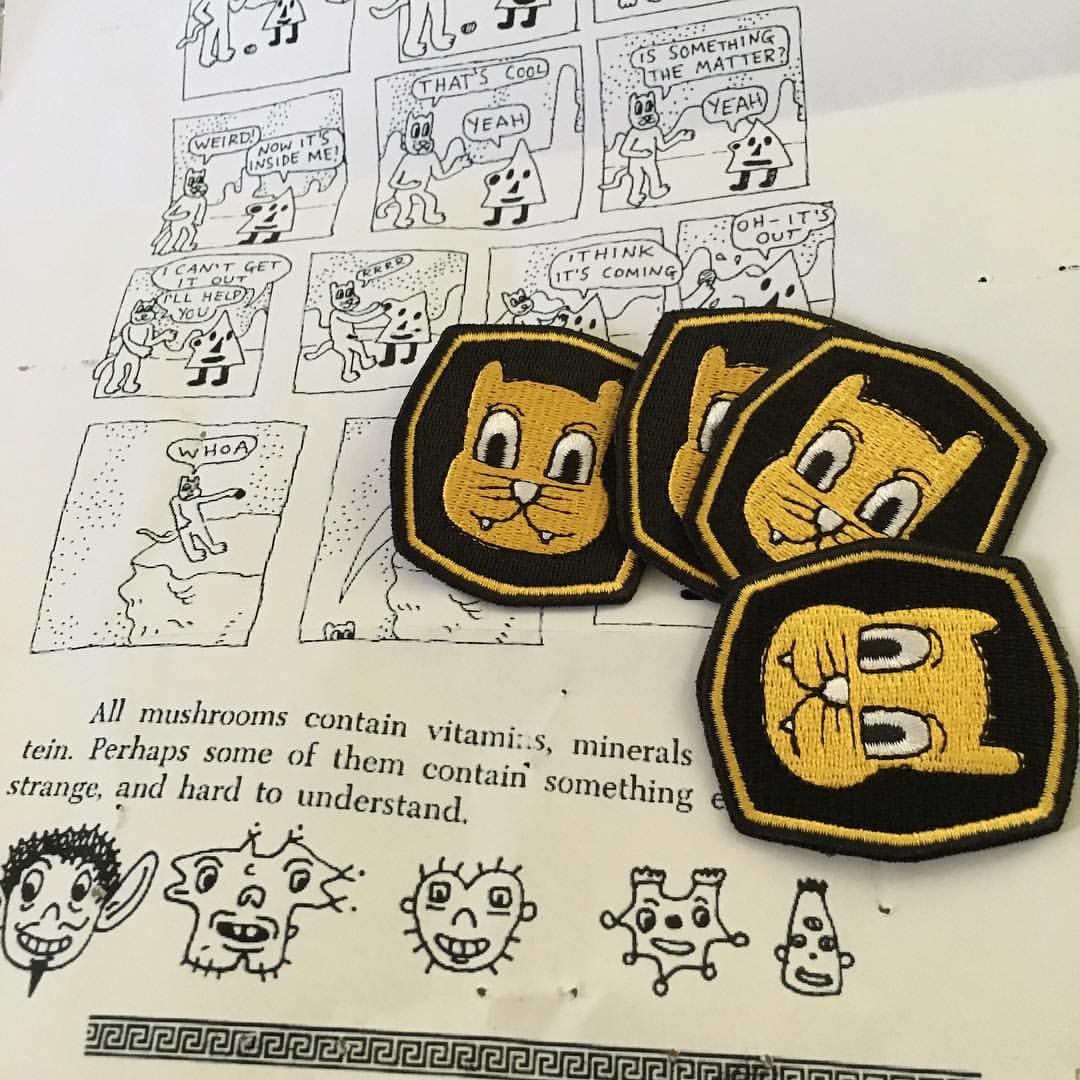 THAT'S COOL
YEAH
IS SOMETHING
THE MATTER?
YEAH
WEIRD!
NOW IT'S
INSIDE ME!
I CAN'T GET
IT OUT
I'LL HELP
YOU
RRRR
I THINK
IT'S COMING
OH-IT'S
OUT
WHOA
All mushrooms contain vitamins, minerals
tein. Perhaps some of them contain something
strange, and hard to understand.